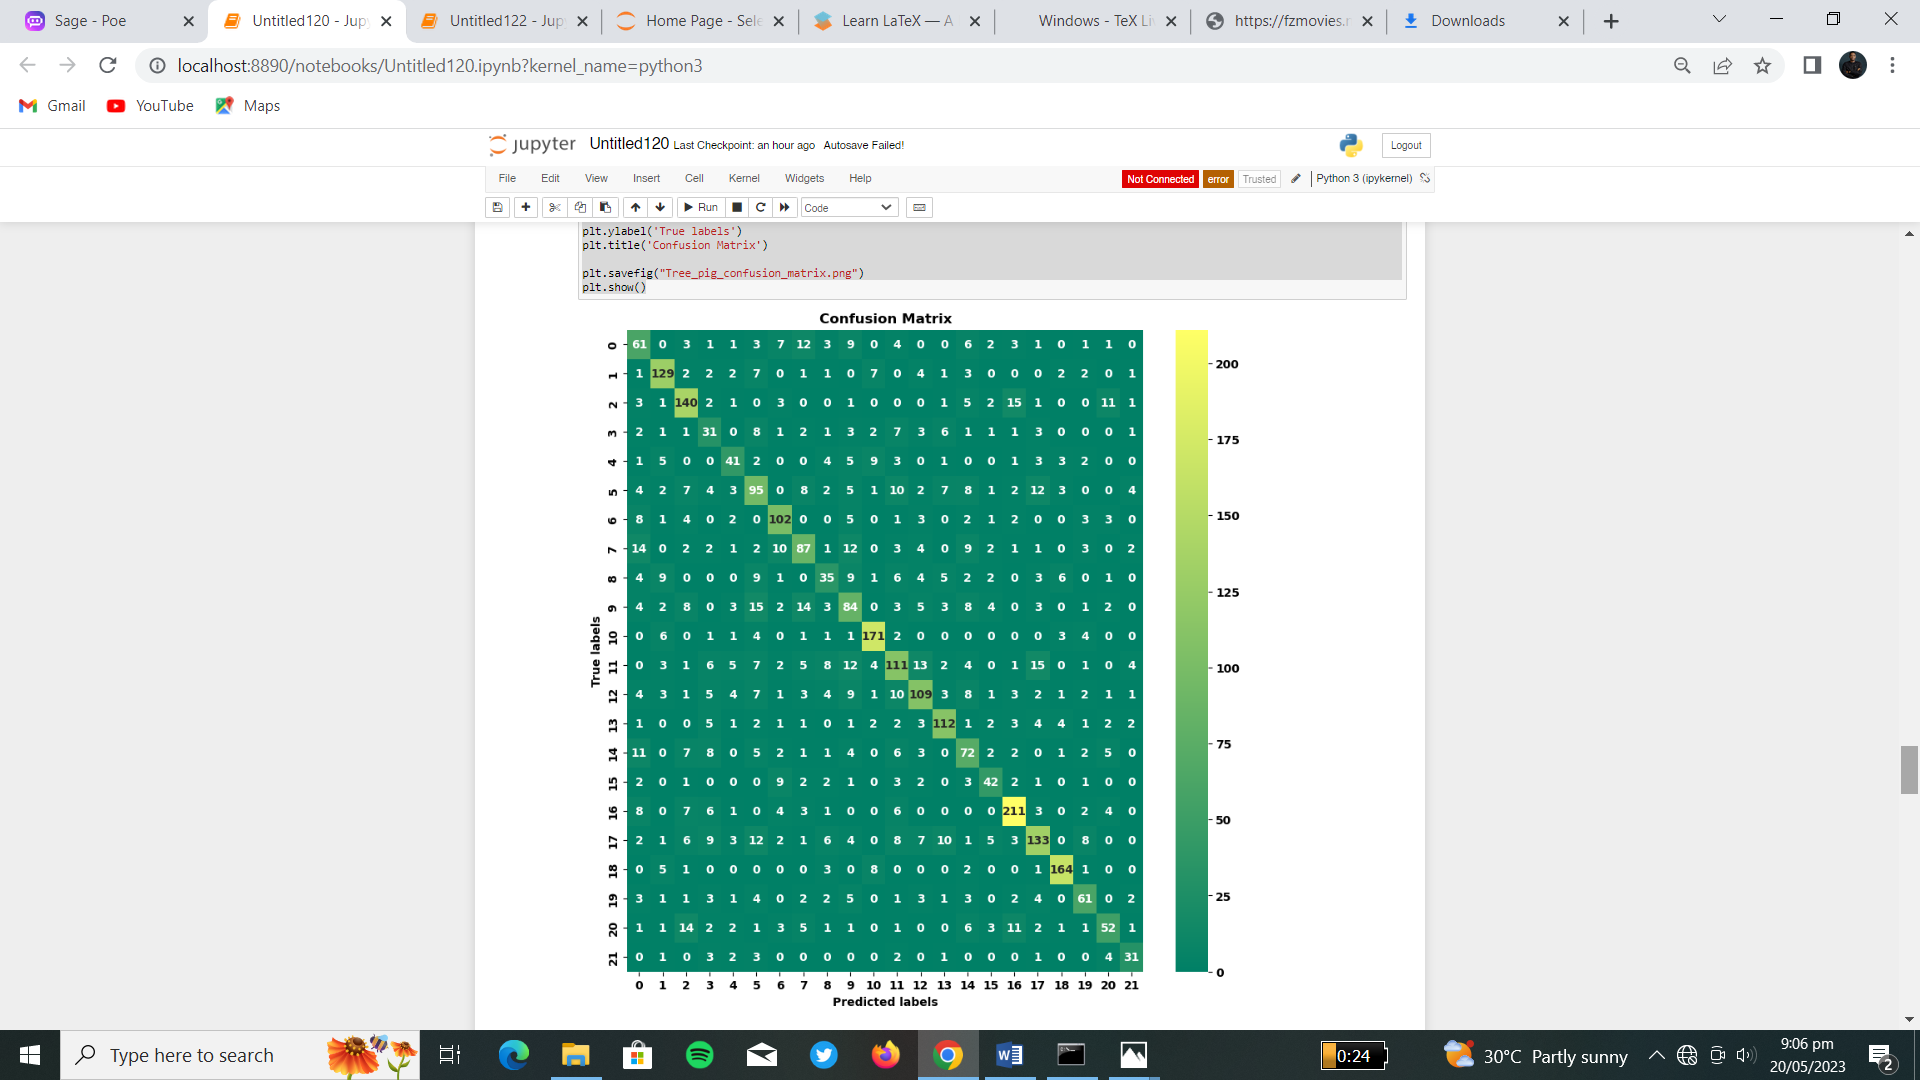 Sage - Poe
Untitled120 - Jup
Untitled122 - Jup
Home Page - Sele
Learn LaTeX — A
Windows - TeX Li
https://fzmovies.n
Downloads
localhost:8890/notebooks/Untitled120.ipynb?kernel_name=python3
Gmail YouTube Maps
jupyter Untitled120 Last Checkpoint: an hour ago Autosave Failed! Logout
File Edit View Insert Cell Kernel Widgets Help Not Connected error Trusted Python 3 (ipykernel)
Run Code
plt.ylabel('True labels')
plt.title('Confusion Matrix')
plt.savefig("Tree_pig_confusion_matrix.png")
plt.show()
Confusion Matrix
0 61 0 3 1 1 3 7 12 3 9 0 4 0 0 6 2 3 1 0 1 1 0
1 1 129 2 2 2 7 0 1 1 0 7 0 4 1 3 0 0 0 2 2 0 1
2 3 1 140 2 1 0 3 0 0 1 0 0 0 1 5 2 15 1 0 0 11 1
3 2 1 1 31 0 8 1 2 1 3 2 7 3 6 1 1 1 3 0 0 0 1
4 1 5 0 0 41 2 0 0 4 5 9 3 0 1 0 0 1 3 3 2 0 0
5 4 2 7 4 3 95 0 8 2 5 1 10 2 7 8 1 2 12 3 0 0 4
6 8 1 4 0 2 0 102 0 0 5 0 1 3 0 2 1 2 0 0 3 3 0
7 14 0 2 2 1 2 10 87 1 12 0 3 4 0 9 2 1 1 0 3 0 2
8 4 9 0 0 0 9 1 0 35 9 1 6 4 5 2 2 0 3 6 0 1 0
9 4 2 8 0 3 15 2 14 3 84 0 3 5 3 8 4 0 3 0 1 2 0
10 0 6 0 1 1 4 0 1 1 1 171 2 0 0 0 0 0 0 3 4 0 0
11 0 3 1 6 5 7 2 5 8 12 4 111 13 2 4 0 1 15 0 1 0 4
12 4 3 1 5 4 7 1 3 4 9 1 10 109 3 8 1 3 2 1 2 1 1
13 1 0 0 5 1 2 1 1 0 1 2 2 3 112 1 2 3 4 4 1 2 2
14 11 0 7 8 0 5 2 1 1 4 0 6 3 0 72 2 2 0 1 2 5 0
15 2 0 1 0 0 0 9 2 2 1 0 3 2 0 3 42 2 1 0 1 0 0
16 8 0 7 6 1 0 4 3 1 0 0 6 0 0 0 0 211 3 0 2 4 0
17 2 1 6 9 3 12 2 1 6 4 0 8 7 10 1 5 3 133 0 8 0 0
18 0 5 1 0 0 0 0 0 3 0 8 0 0 0 2 0 0 1 164 1 0 0
19 3 1 1 3 1 4 0 2 2 5 0 1 3 1 3 0 2 4 0 61 0 2
20 1 1 14 2 2 1 3 5 1 1 0 1 0 0 6 3 11 2 1 1 52 1
21 0 1 0 3 2 3 0 0 0 0 0 2 0 1 0 0 0 1 0 0 4 31
0 1 2 3 4 5 6 7 8 9 10 11 12 13 14 15 16 17 18 19 20 21
Predicted labels
True labels
200
175
150
125
100
75
50
25
0
Type here to search
0:24
30°C Partly sunny
9:06 pm
20/05/2023
2